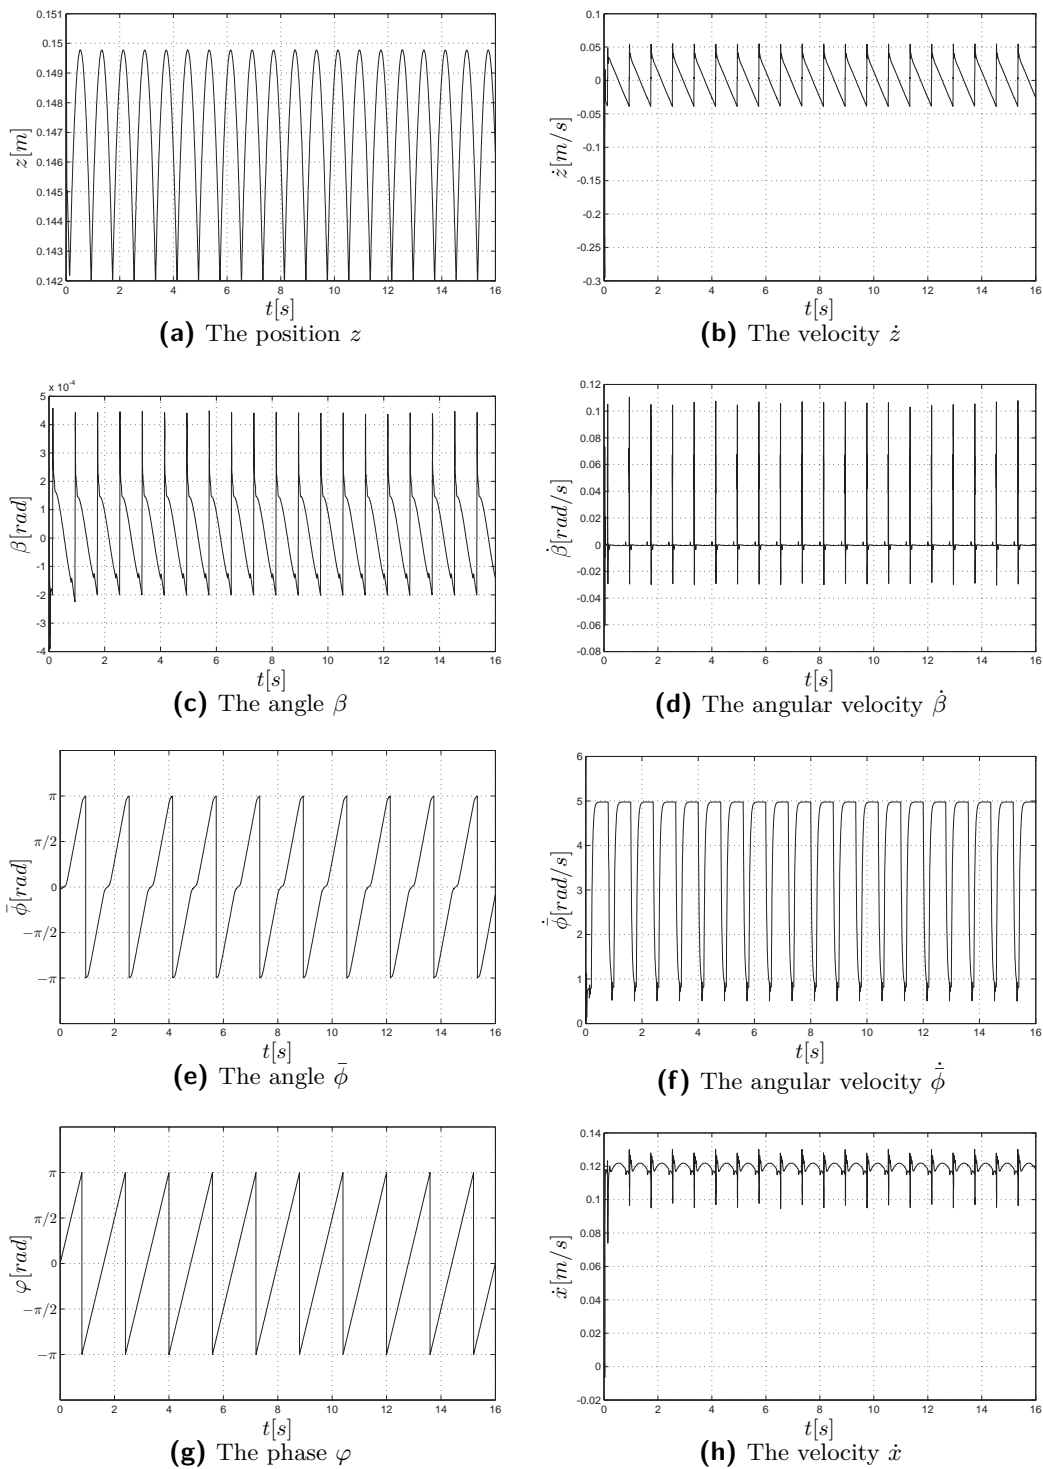 0.151
0.15
0.149
0.148
0.147
0.146
0.145
0.144
0.143
0.142
z[m]
0 2 4 6 8 10 12 14 16
t[s]
(a) The position z
0.1
0.05
0
-0.05
-0.1
-0.15
-0.2
-0.25
-0.3
ż[m/s]
0 2 4 6 8 10 12 14 16
t[s]
(b) The velocity ż
x 10⁻⁴
5
4
3
2
1
0
-1
-2
-3
-4
β[rad]
0 2 4 6 8 10 12 14 16
t[s]
(c) The angle β
0.12
0.1
0.08
0.06
0.04
0.02
0
-0.02
-0.04
-0.06
-0.08
β̇[rad/s]
0 2 4 6 8 10 12 14 16
t[s]
(d) The angular velocity β̇
π
π/2
0
−π/2
−π
ϕ̄[rad]
0 2 4 6 8 10 12 14 16
t[s]
(e) The angle ϕ̄
6
5
4
3
2
1
0
ϕ̄̇[rad/s]
0 2 4 6 8 10 12 14 16
t[s]
(f) The angular velocity ϕ̄̇
π
π/2
0
−π/2
−π
φ[rad]
0 2 4 6 8 10 12 14 16
t[s]
(g) The phase φ
0.14
0.12
0.1
0.08
0.06
0.04
0.02
0
-0.02
ẋ[m/s]
0 2 4 6 8 10 12 14 16
t[s]
(h) The velocity ẋ